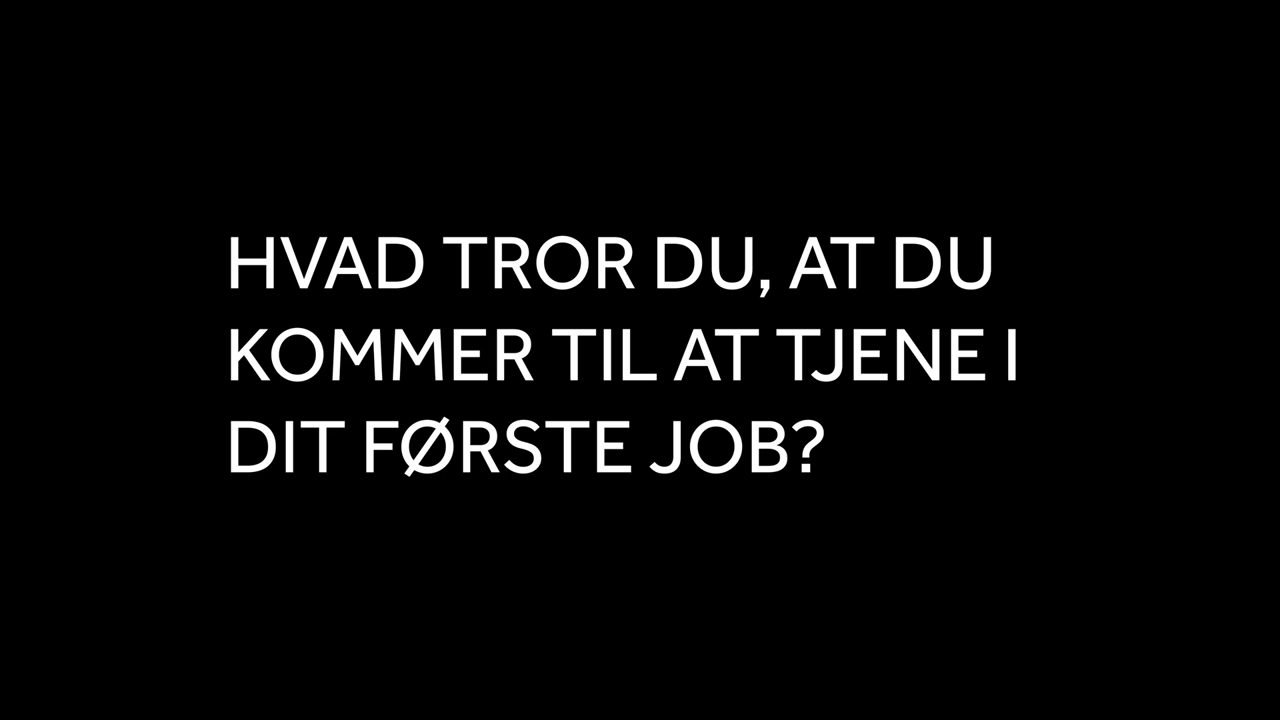 HVAD TROR DU, AT DU
KOMMER TIL AT TJENE I
DIT FØRSTE JOB?